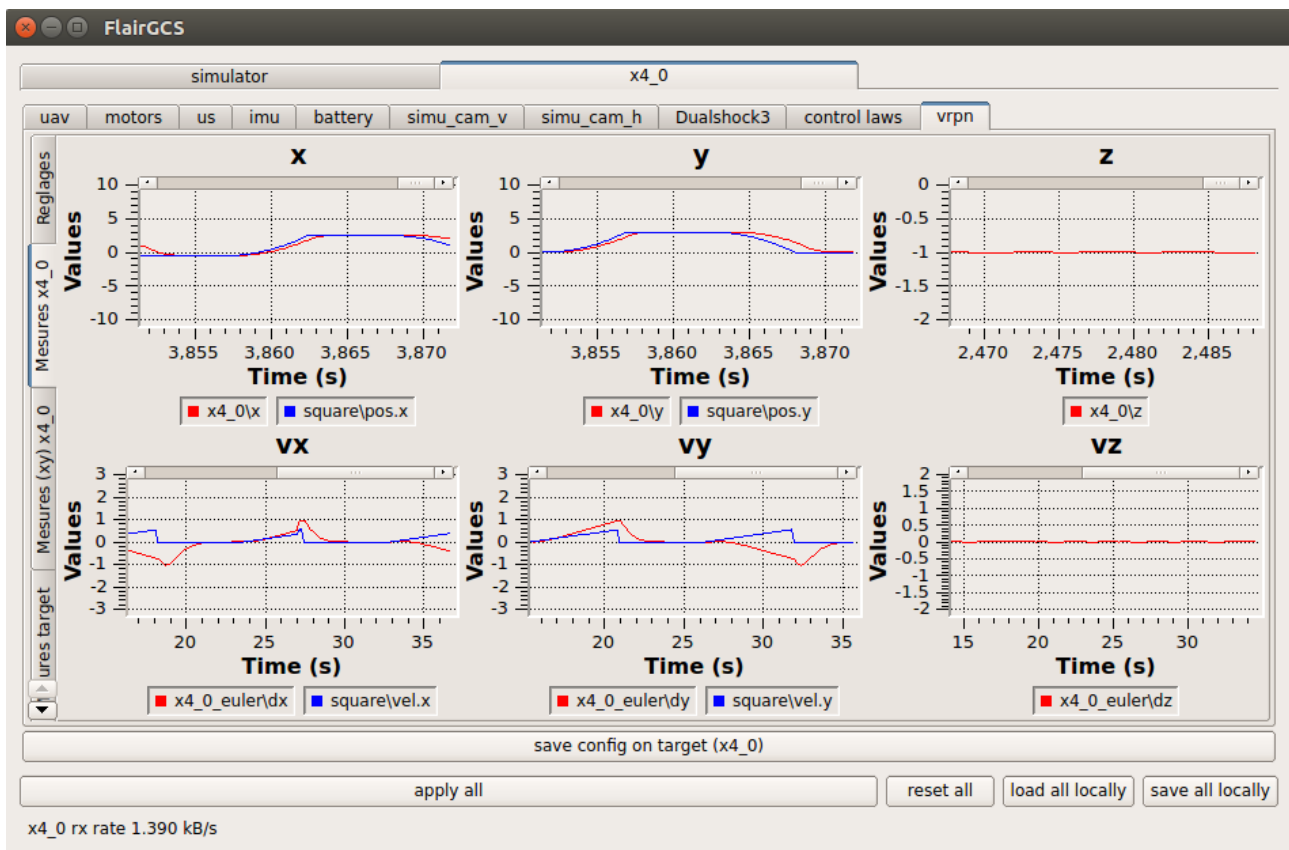 FlairGCS
simulator x4_0
uav motors us imu battery simu_cam_v simu_cam_h Dualshock3 control laws vrpn
Reglages
Mesures x4_0
Mesures (xy) x4_0
ures target
x
Values
10
5
0
-5
-10
3,855 3,860 3,865 3,870
Time (s)
x4_0\x square\pos.x
y
Values
10
5
0
-5
-10
3,855 3,860 3,865 3,870
Time (s)
x4_0\y square\pos.y
z
Values
0
-0.5
-1
-1.5
-2
2,470 2,475 2,480 2,485
Time (s)
x4_0\z
vx
Values
3
2
1
0
-1
-2
-3
20 25 30 35
Time (s)
x4_0_euler\dx square\vel.x
vy
Values
3
2
1
0
-1
-2
-3
20 25 30 35
Time (s)
x4_0_euler\dy square\vel.y
vz
Values
2
1.5
1
0.5
0
-0.5
-1
-1.5
-2
15 20 25 30
Time (s)
x4_0_euler\dz
save config on target (x4_0)
apply all reset all load all locally save all locally
x4_0 rx rate 1.390 kB/s